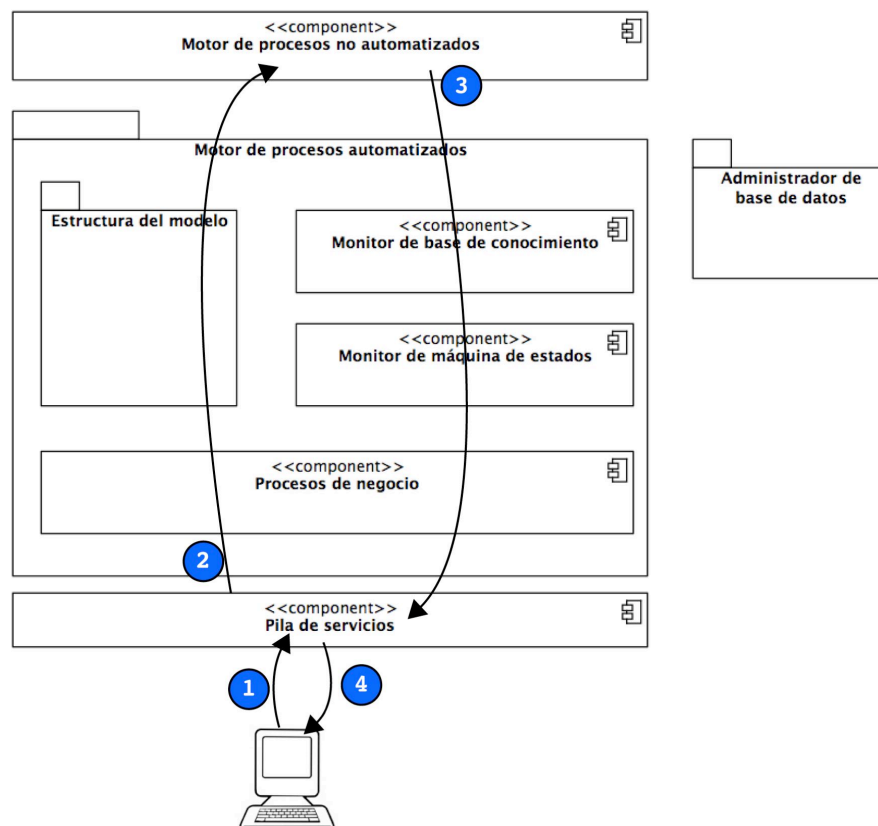 <<component>>
Motor de procesos no automatizados
3
Motor de procesos automatizados
Estructura del modelo
<<component>>
Monitor de base de conocimiento
Administrador de
base de datos
<<component>>
Monitor de máquina de estados
<<component>>
Procesos de negocio
2
<<component>>
Pila de servicios
1
4